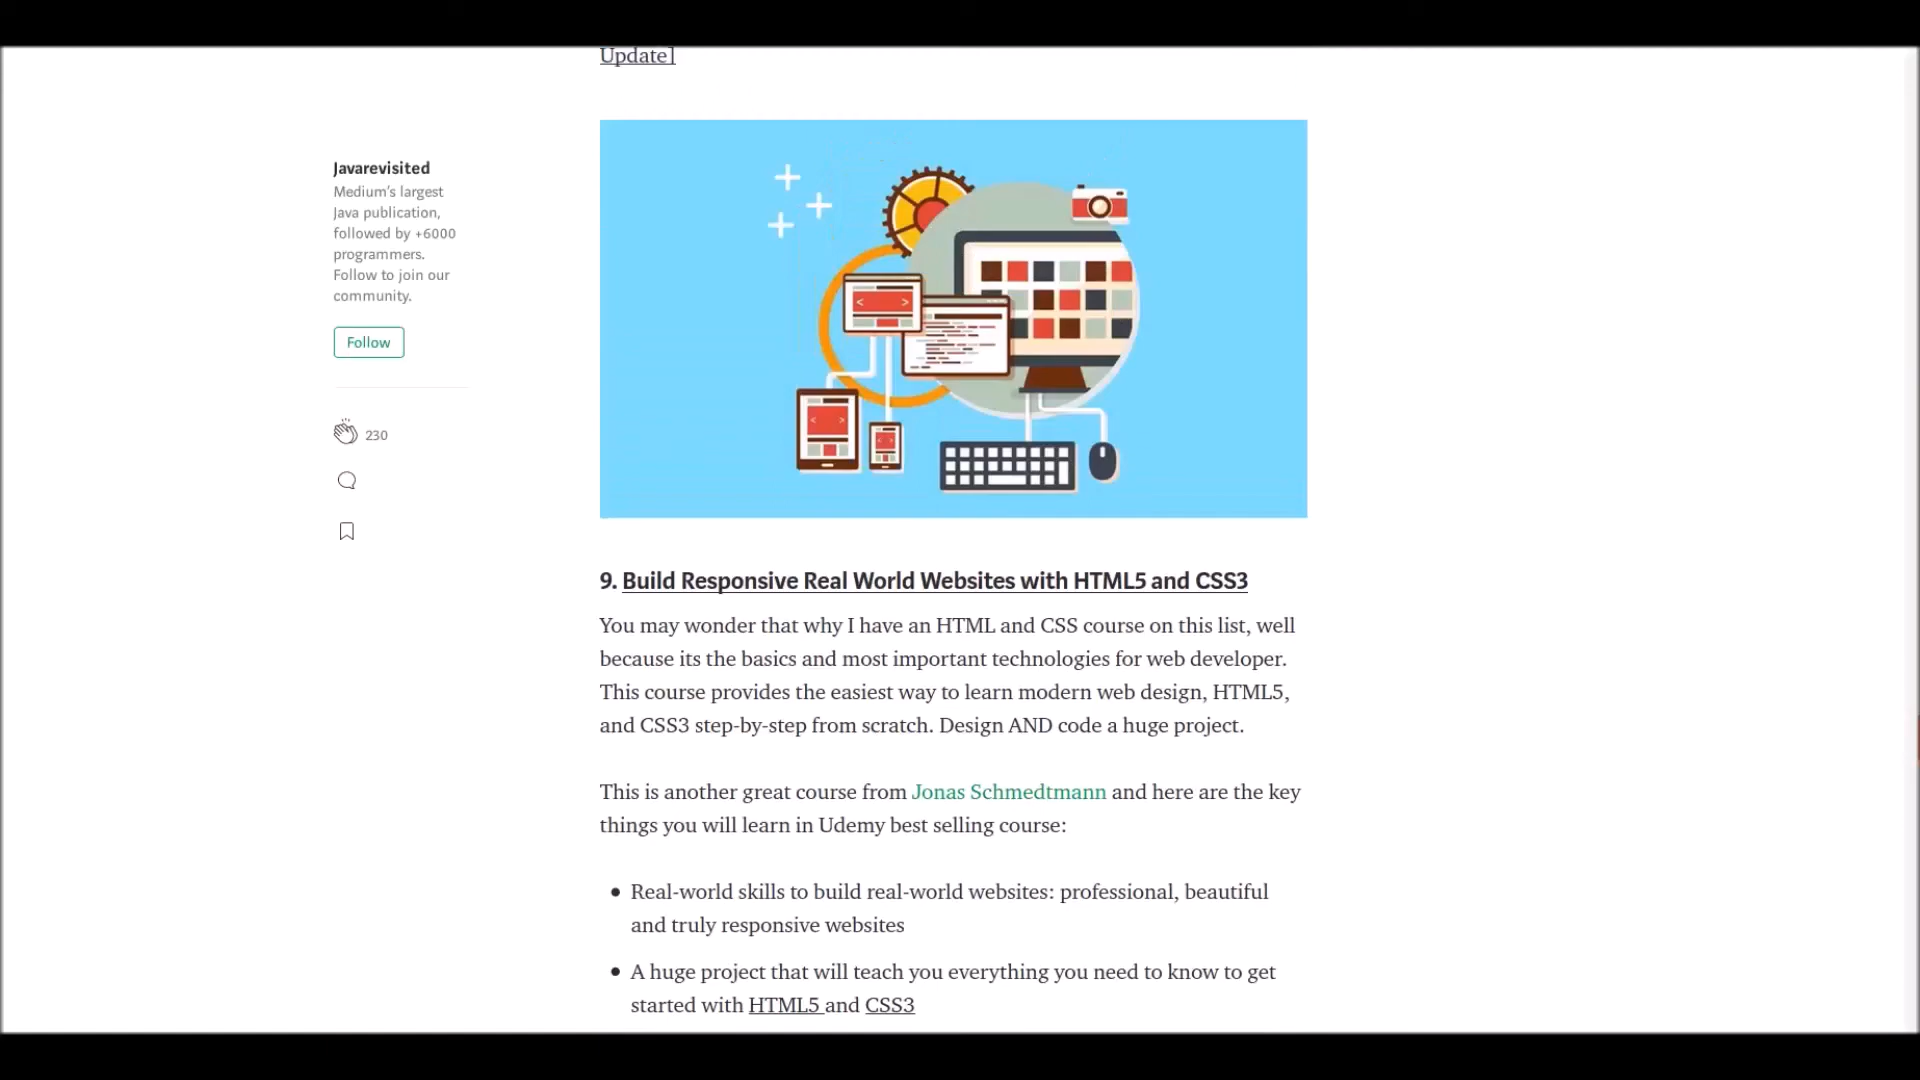 Update]
Javarevisited
Medium's largest
Java publication,
followed by +6000
programmers.
Follow to join our
community.
Follow
230
9. Build Responsive Real World Websites with HTML5 and CSS3
You may wonder that why I have an HTML and CSS course on this list, well
because its the basics and most important technologies for web developer.
This course provides the easiest way to learn modern web design, HTML5,
and CSS3 step-by-step from scratch. Design AND code a huge project.
This is another great course from Jonas Schmedtmann and here are the key
things you will learn in Udemy best selling course:
• Real-world skills to build real-world websites: professional, beautiful
and truly responsive websites
• A huge project that will teach you everything you need to know to get
started with HTML5 and CSS3